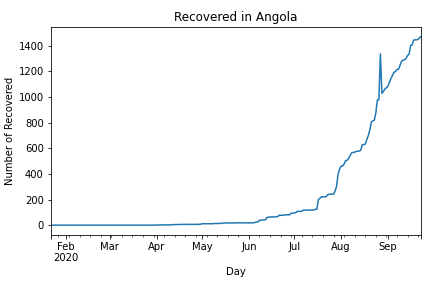 Recovered in Angola
Number of Recovered
1400
1200
1000
800
600
400
200
0
Feb
2020
Mar
Apr
May
Jun
Jul
Aug
Sep
Day